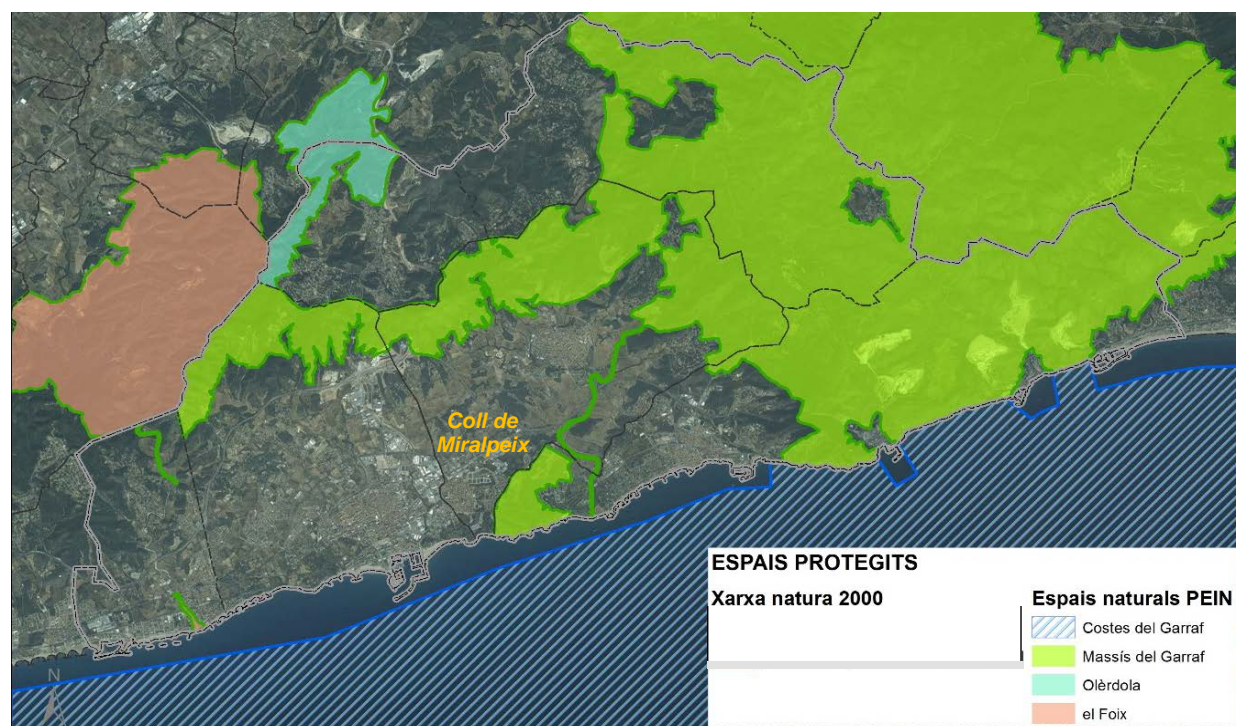 Coll de
Miralpeix
ESPAIS PROTEGITS
Xarxa natura 2000
Espais naturals PEIN
Costes del Garraf
Massís del Garraf
Olèrdola
el Foix
N